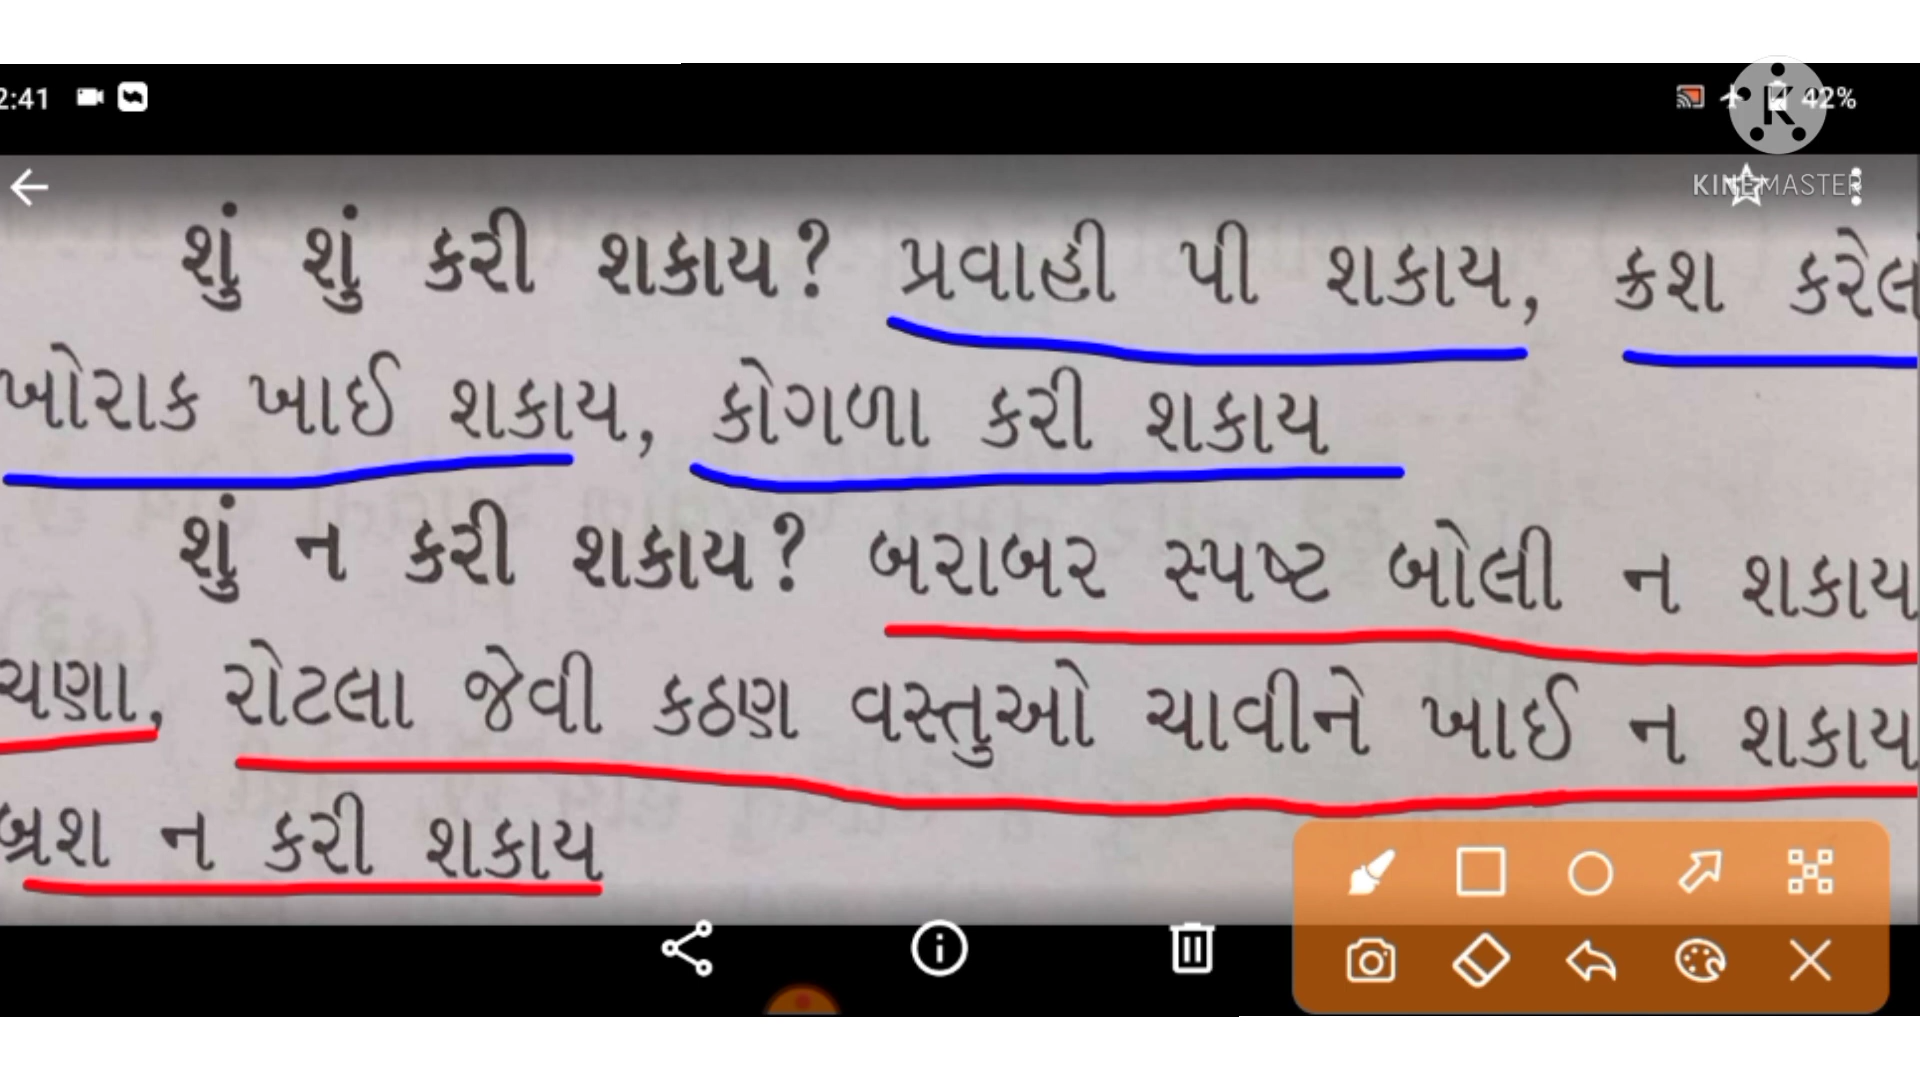 2:41
42%
KINEMASTER
શું શું કરી શકાય? પ્રવાહી પી શકાય, ક્રશ કરેલ
ખોરાક ખાઈ શકાય, કોગળા કરી શકાય
શું ન કરી શકાય? બરાબર સ્પષ્ટ બોલી ન શકાય
ચણા, રોટલા જેવી કઠણ વસ્તુઓ ચાવીને ખાઈ ન શકાય
બ્રશ ન કરી શકાય